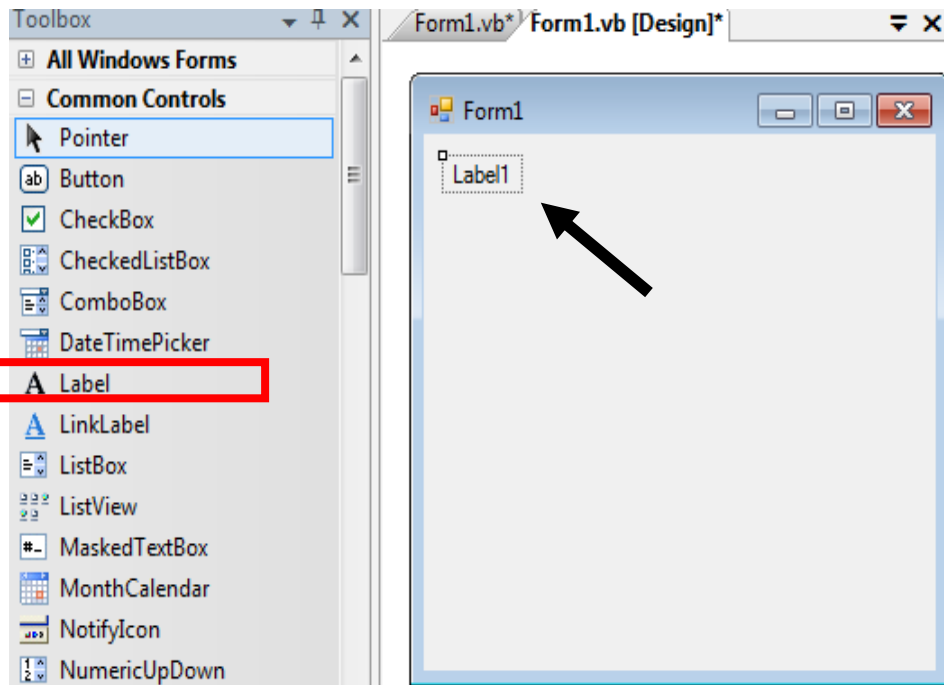 Toolbox
All Windows Forms
Common Controls
Pointer
ab Button
CheckBox
CheckedListBox
ComboBox
DateTimePicker
A Label
A LinkLabel
ListBox
ListView
#_ MaskedTextBox
MonthCalendar
NotifyIcon
NumericUpDown
Form1.vb* Form1.vb [Design]*
Form1
Label1